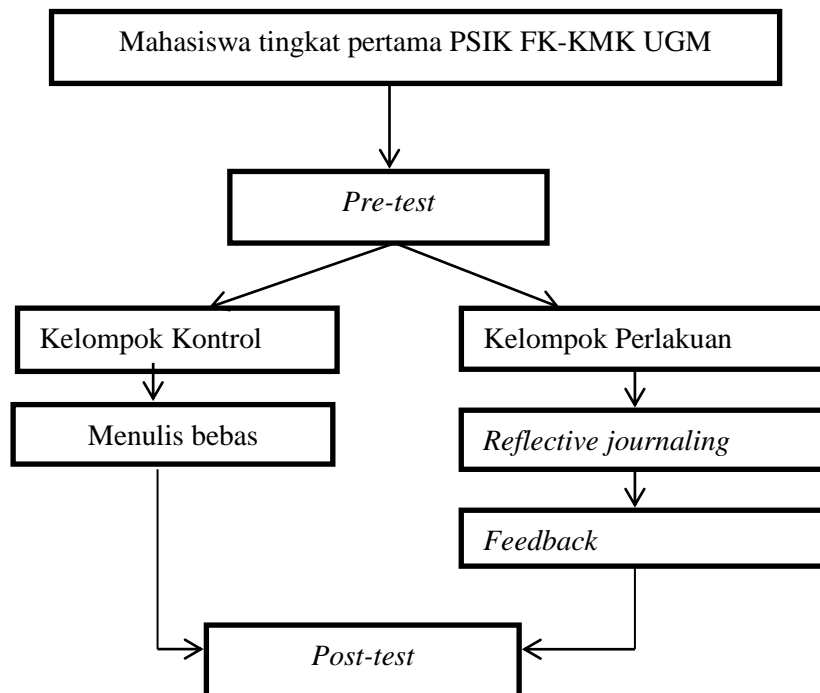 Mahasiswa tingkat pertama PSIK FK-KMK UGM
Pre-test
Kelompok Kontrol
Kelompok Perlakuan
Menulis bebas
Reflective journaling
Feedback
Post-test